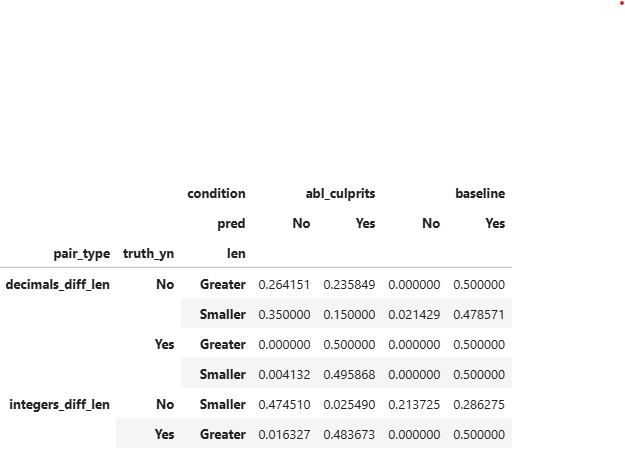 condition abl_culprits baseline
pred No Yes No Yes
pair_type truth_yn len
decimals_diff_len No Greater 0.264151 0.235849 0.000000 0.500000
Smaller 0.350000 0.150000 0.021429 0.478571
Yes Greater 0.000000 0.500000 0.000000 0.500000
Smaller 0.004132 0.495868 0.000000 0.500000
integers_diff_len No Smaller 0.474510 0.025490 0.213725 0.286275
Yes Greater 0.016327 0.483673 0.000000 0.500000